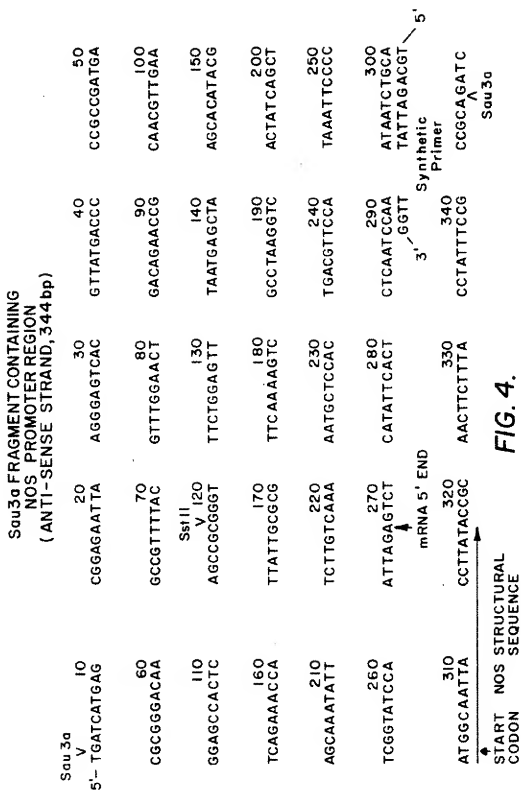 Sau3a FRAGMENT CONTAINING
NOS PROMOTER REGION
(ANTI-SENSE STRAND, 344bp)
Sau 3a
V 10 20 30 40 50
5'– TGATCATGAG CGGAGAATTA AGGGAGTCAC GTTATGACCC CCGCCGATGA
60 70 80 90 100
CGCGGGACAA GCCGTTTTAC GTTTGGAACT GACAGAACCG CAACGTTGAA
Sst II
110 V 120 130 140 150
GGAGCCACTC AGCCGCGGGT TTCTGGAGTT TAATGAGCTA AGCACATACG
160 170 180 190 200
TCAGAAACCA TTATTGCGCG TTCAAAAGTC GCCTAAGGTC ACTATCAGCT
210 220 230 240 250
AGCAAATATT TCTTGTCAAA AATGCTCCAC TGACGTTCCA TAAATTCCCC
260 270 280 290 300
TCGGTATCCA ATTAGAGTCT CATATTCACT CTCAATCCAA ATAATCTGCA
GGTT TATTAGACGT
3' 5'
mRNA 5' END
Synthetic
Primer
310 320 330 340
ATGGCAATTA CCTTATACCGC AACTTCTTTA CCTATTTCCG CCGCAGATC
^
Sau 3a
START NOS STRUCTURAL
CODON SEQUENCE
FIG. 4.